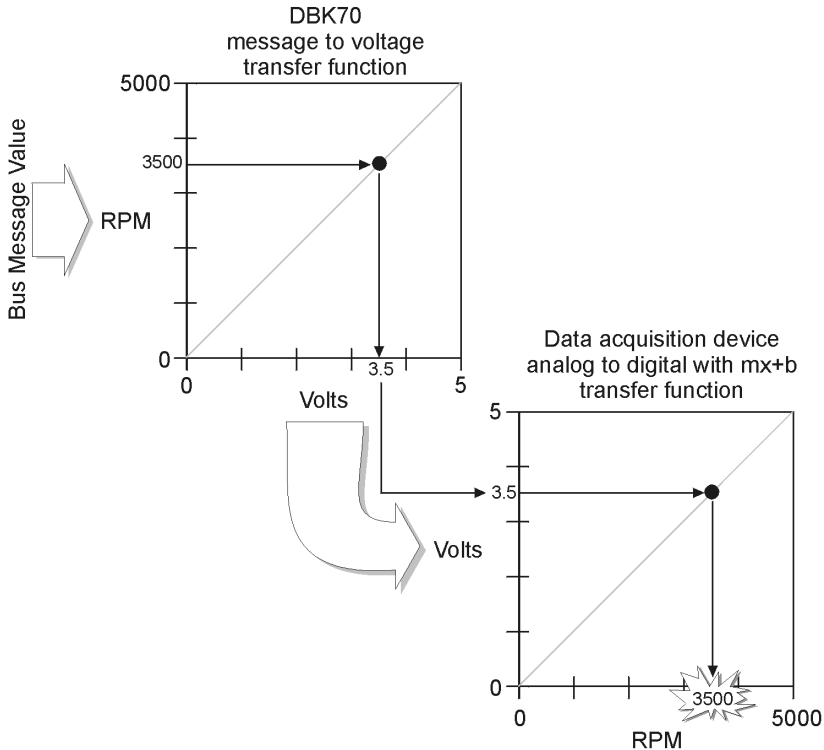 DBK70
message to voltage
transfer function
5000
3500
Bus Message Value
RPM
0
0
3.5
5
Volts
Data acquisition device
analog to digital with mx+b
transfer function
5
3.5
Volts
0
0
3500
5000
RPM